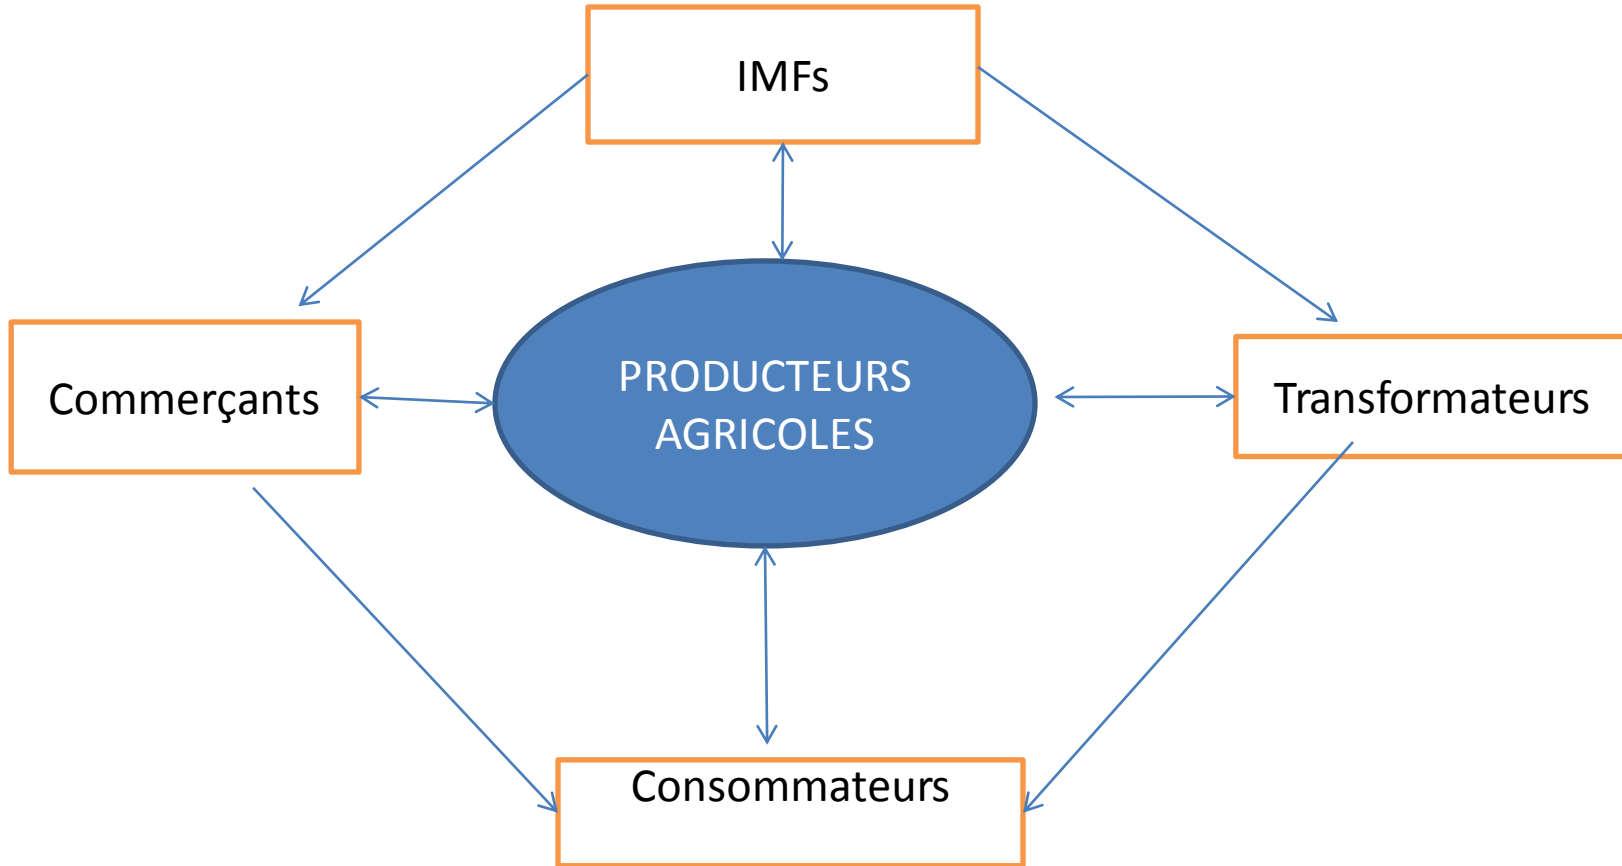 IMFs
PRODUCTEURS
AGRICOLES
Commerçants
Transformateurs
Consommateurs